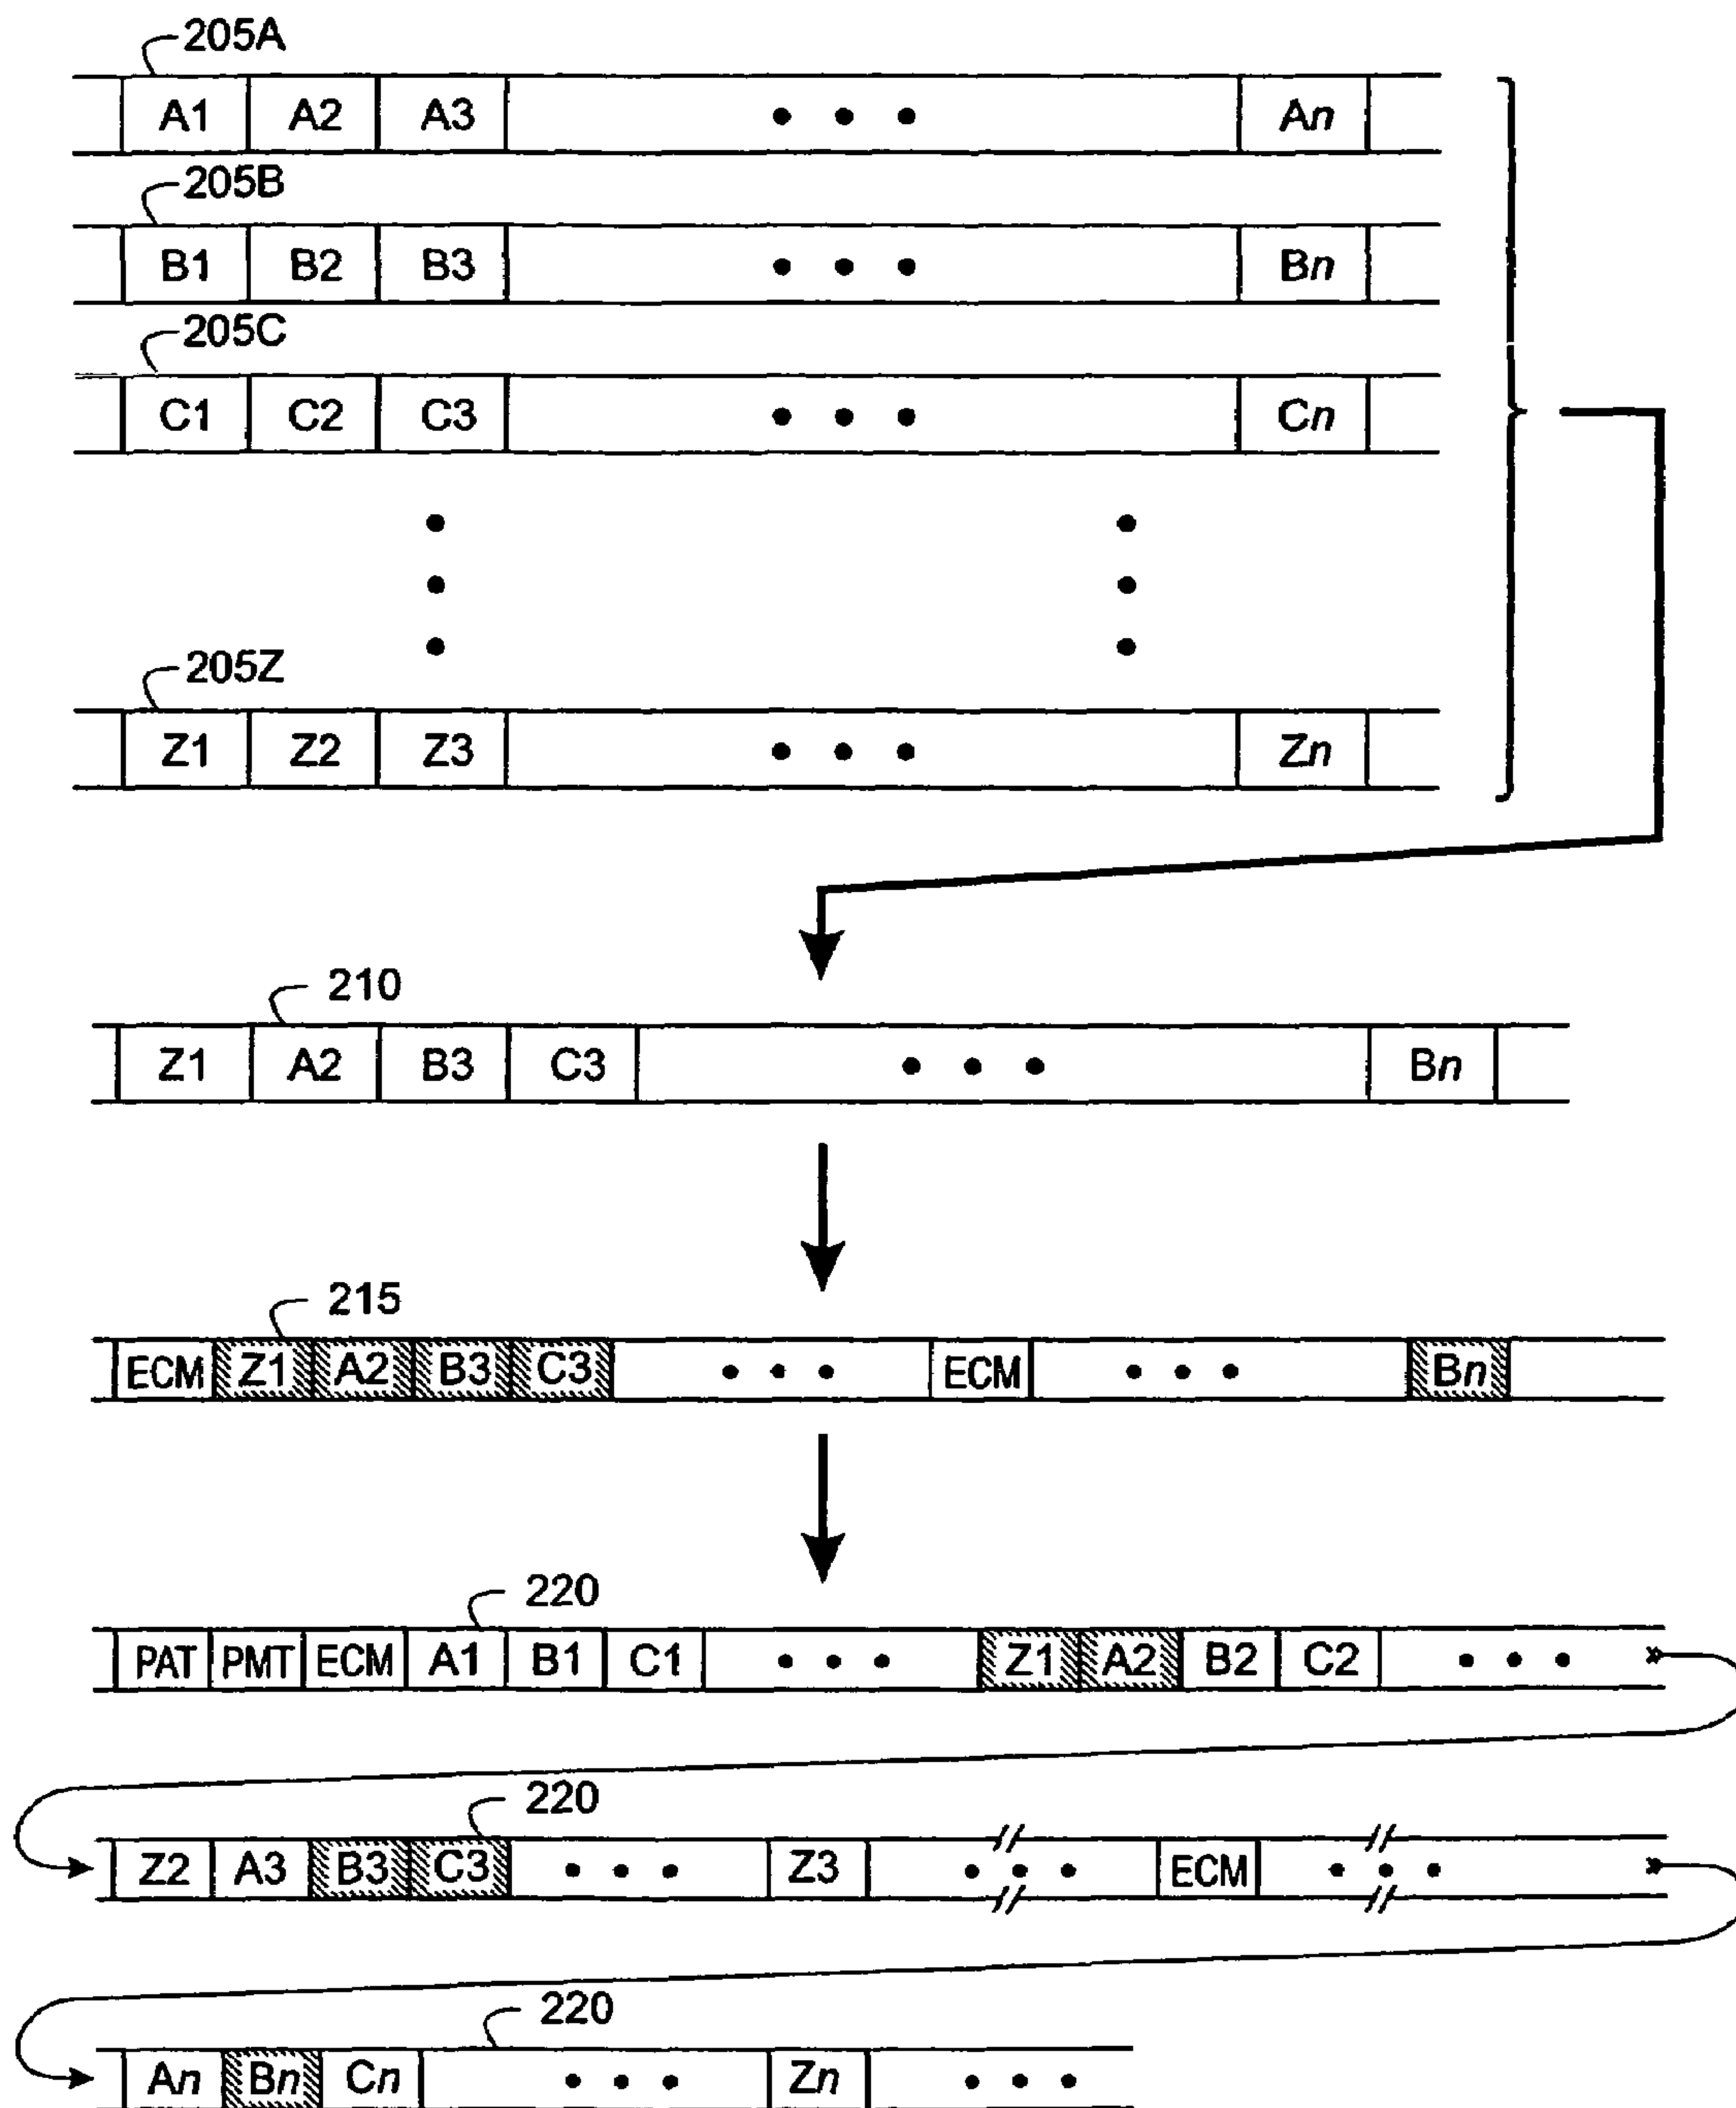 205A
A1 A2 A3 • • • An
205B
B1 B2 B3 • • • Bn
205C
C1 C2 C3 • • • Cn
205Z
Z1 Z2 Z3 • • • Zn
210
Z1 A2 B3 C3 • • • Bn
215
ECM Z1 A2 B3 C3 • • • ECM • • • Bn
220
PAT PMT ECM A1 B1 C1 • • • Z1 A2 B2 C2 • • •
220
Z2 A3 B3 C3 • • • Z3 • • • ECM • • •
220
An Bn Cn • • • Zn • • •